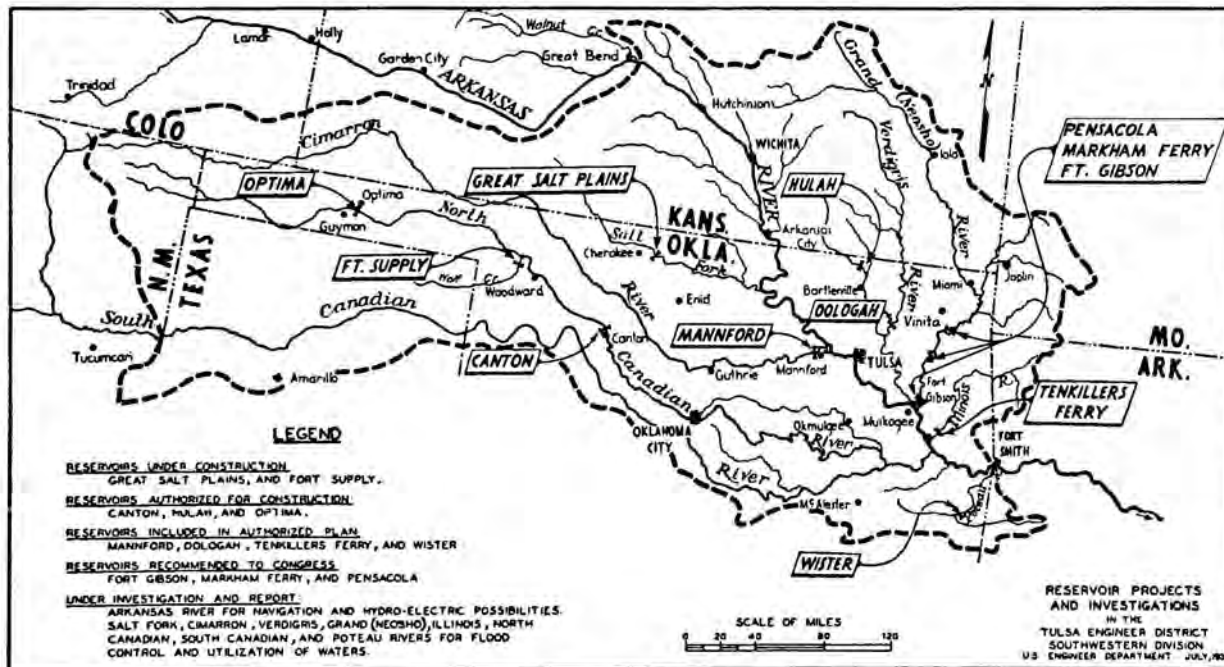 Walnut Cr.
Lamar
Holly
Great Bend
Garden City
ARKANSAS
Trinidad
Hutchinson
Grand
(Neosho)
Iola
N
PENSACOLA
MARKHAM FERRY
FT. GIBSON
COLO
Cimarron
WICHITA
Verdigris
OPTIMA
Optima
GREAT SALT PLAINS
RIVER
HULAH
Guymon
North
KANS.
OKLA.
Arkansas
City
River
N.M.
TEXAS
FT. SUPPLY
Wolf Cr.
Woodward
Cherokee
Salt
Fork
Enid
Bartlesville
River
Miami
Joplin
South
Canadian
River
OOLOGAH
Vinita
Tucumcari
Amarillo
CANTON
Canton
MANNFORD
Guthrie
Mannford
TULSA
MO.
ARK.
Canadian
Fort
Gibson
Illinois
R.
TENKILLERS
FERRY
OKLAHOMA
CITY
Okmulgee
River
Muskogee
FORT
SMITH
River
McAlester
Poteau
WISTER
LEGEND
RESERVOIRS UNDER CONSTRUCTION
GREAT SALT PLAINS, AND FORT SUPPLY.
RESERVOIRS AUTHORIZED FOR CONSTRUCTION:
CANTON, HULAH, AND OPTIMA.
RESERVOIRS INCLUDED IN AUTHORIZED PLAN
MANNFORD, OOLOGAH, TENKILLERS FERRY, AND WISTER
RESERVOIRS RECOMMENDED TO CONGRESS
FORT GIBSON, MARKHAM FERRY, AND PENSACOLA
UNDER INVESTIGATION AND REPORT:
ARKANSAS RIVER FOR NAVIGATION AND HYDRO-ELECTRIC POSSIBILITIES.
SALT FORK, CIMARRON, VERDIGRIS, GRAND (NEOSHO), ILLINOIS, NORTH
CANADIAN, SOUTH CANADIAN, AND POTEAU RIVERS FOR FLOOD
CONTROL AND UTILIZATION OF WATERS.
SCALE OF MILES
20 0 40 80 120
RESERVOIR PROJECTS
AND INVESTIGATIONS
IN THE
TULSA ENGINEER DISTRICT
SOUTHWESTERN DIVISION
U.S. ENGINEER DEPARTMENT. JULY,